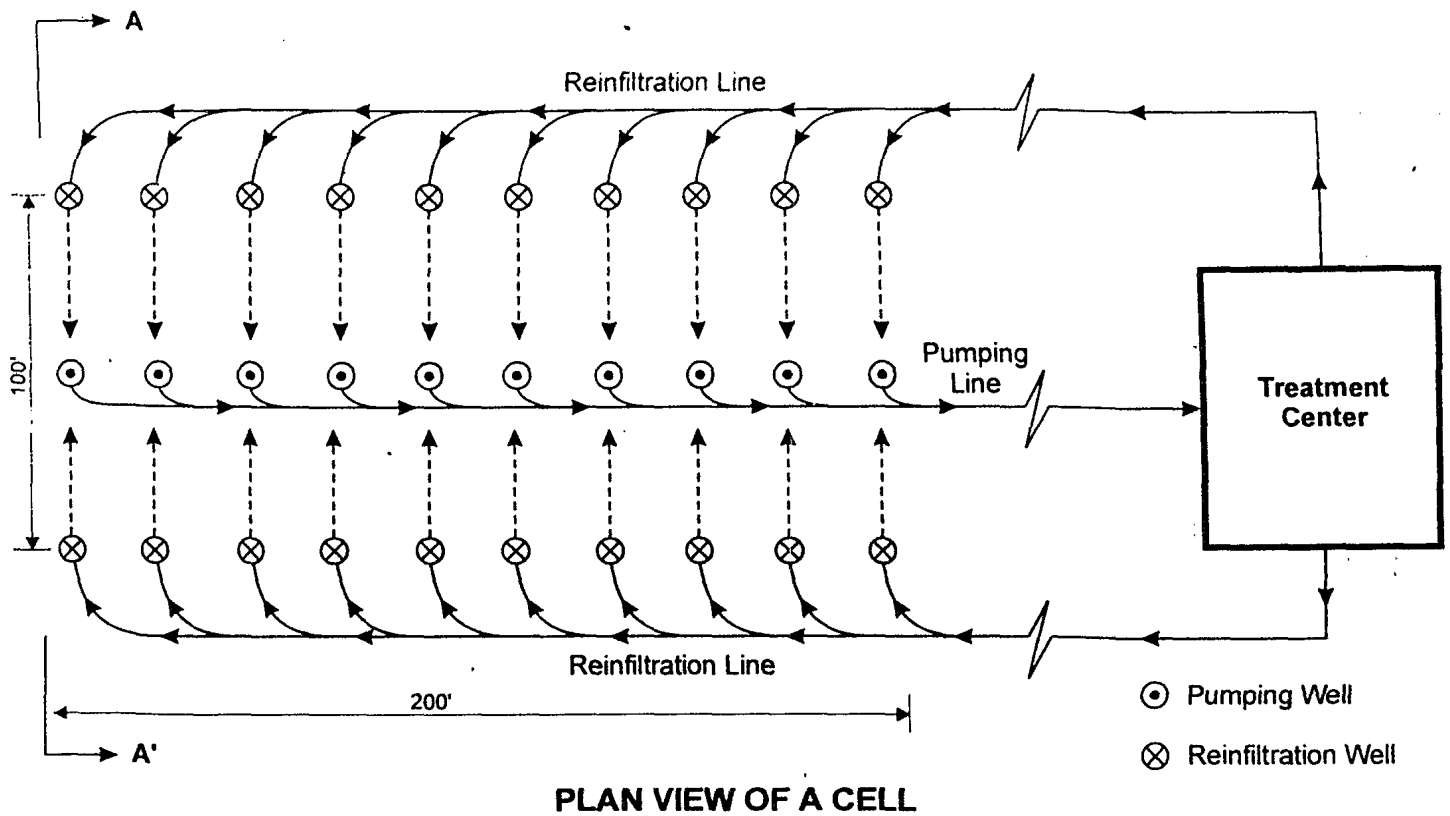 A
Reinfiltration Line
100'
Pumping
Line
Treatment
Center
Reinfiltration Line
200'
Pumping Well
A'
Reinfiltration Well
PLAN VIEW OF A CELL